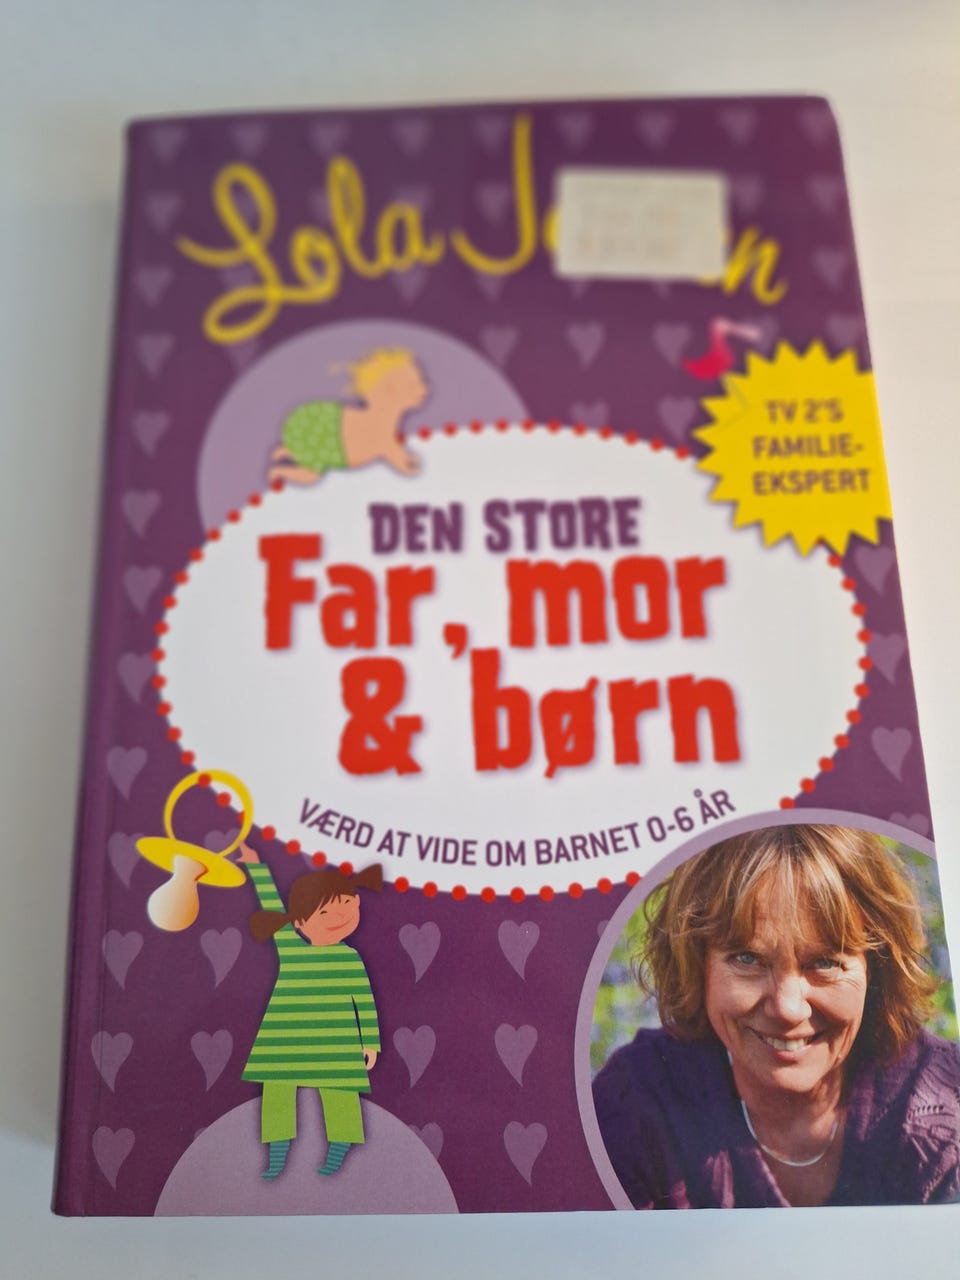 Lola J
TV 2'S
FAMILIE-
EKSPERT
DEN STORE
Far, mor
& børn
VÆRD AT VIDE OM BARNET 0-6 ÅR